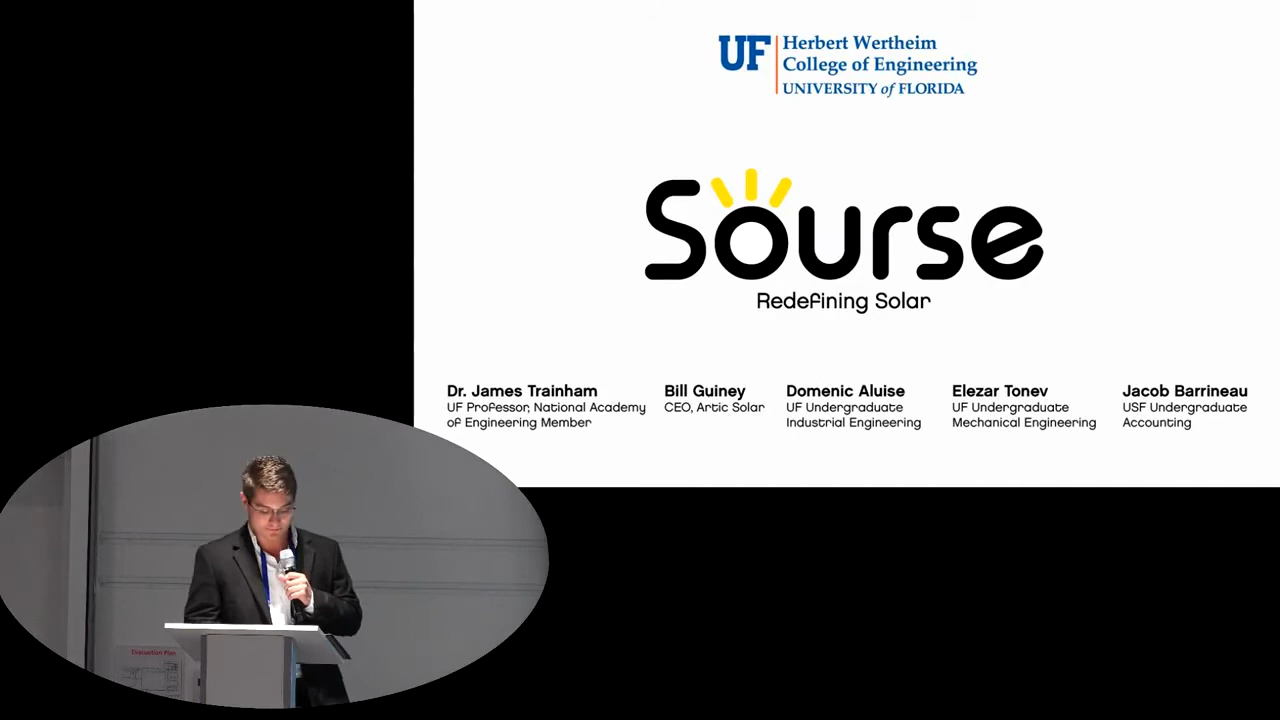 UF
Herbert Wertheim
College of Engineering
UNIVERSITY of FLORIDA
Sourse
Redefining Solar
Dr. James Trainham
UF Professor, National Academy
of Engineering Member
Bill Guiney
CEO, Artic Solar
Domenic Aluise
UF Undergraduate
Industrial Engineering
Elezar Tonev
UF Undergraduate
Mechanical Engineering
Jacob Barrineau
USF Undergraduate
Accounting
Evacuation Plan